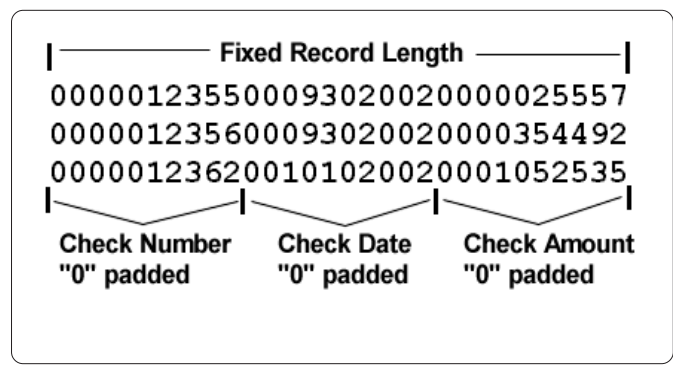 Fixed Record Length
000001235500093020020000025557
000001235600093020020000354492
000001236200101020020001052535
Check Number Check Date Check Amount
"0" padded "0" padded "0" padded